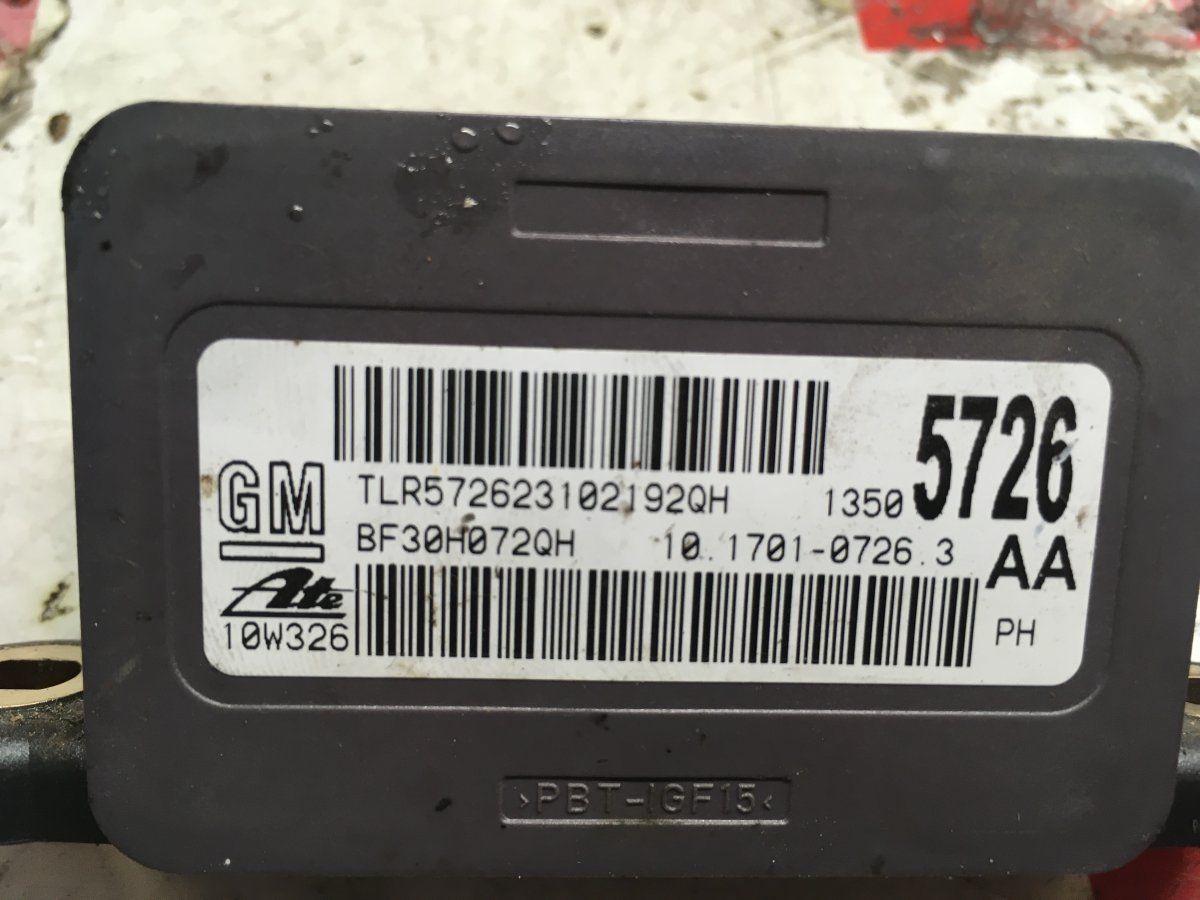 GM
TLR572623102192QH 1350 5726
BF30H072QH 10.1701-0726.3 AA
Ate
10W326 PH
>PBT-IGF15<